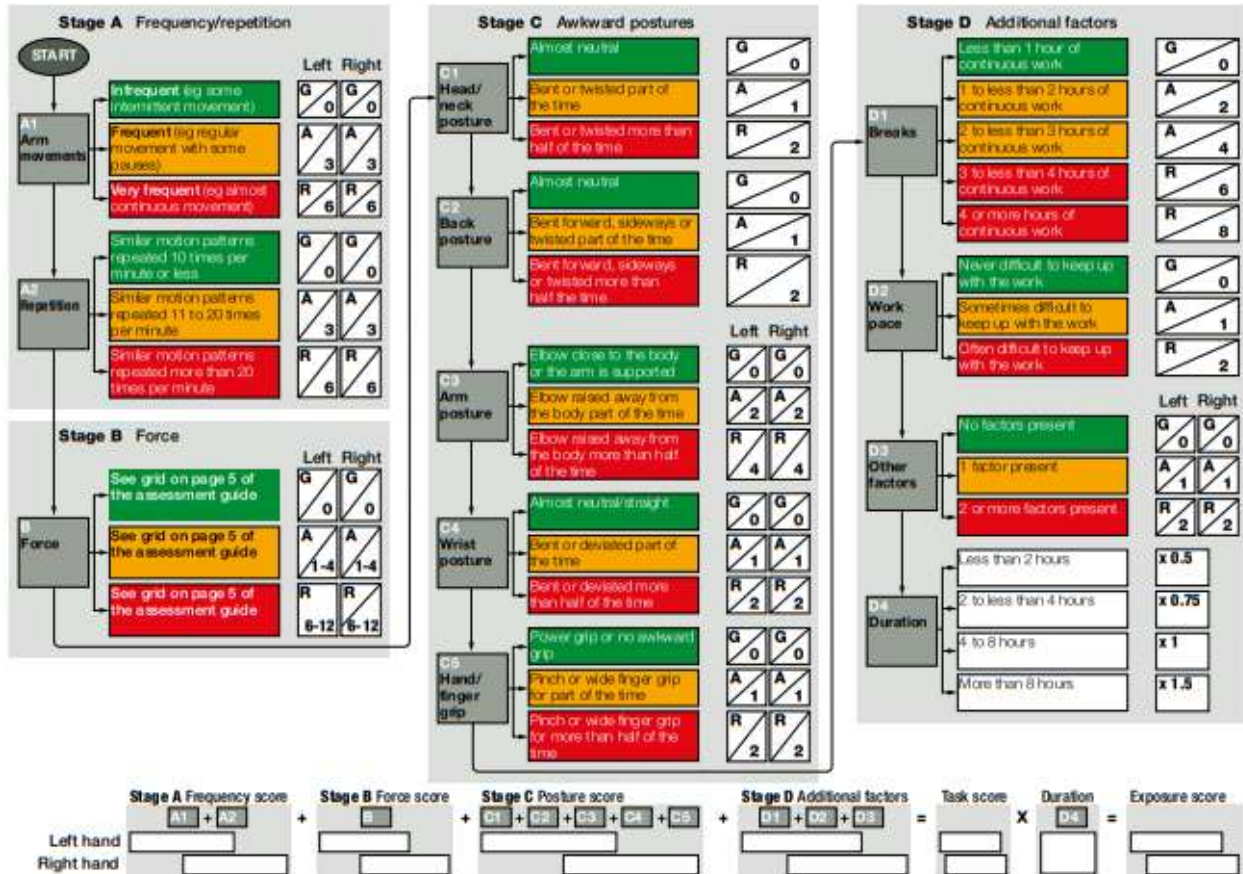 Stage A Frequency/repetition
START
Left Right
A1
Arm
movements
Infrequent (eg some
intermittent movement)
G 0 G 0
Frequent (eg regular
movement with some
pauses)
A 3 A 3
Very frequent (eg almost
continuous movement)
R 6 R 6
A2
Repetition
Similar motion patterns
repeated 10 times per
minute or less
G 0 G 0
Similar motion patterns
repeated 11 to 20 times
per minute
A 3 A 3
Similar motion patterns
repeated more than 20
times per minute
R 6 R 6
Stage B Force
Left Right
B
Force
See grid on page 5 of
the assessment guide
G 0 G 0
See grid on page 5 of
the assessment guide
A 1-4 A 1-4
See grid on page 5 of
the assessment guide
R 6-12 R 6-12
Stage C Awkward postures
C1
Head/
neck
posture
Almost neutral
G 0
Bent or twisted part of
the time
A 1
Bent or twisted more than
half of the time
R 2
C2
Back
posture
Almost neutral
G 0
Bent forward, sideways or
twisted part of the time
A 1
Bent forward, sideways
or twisted more than
half the time
R 2
Left Right
C3
Arm
posture
Elbow close to the body
or the arm is supported
G 0 G 0
Elbow raised away from
the body part of the time
A 2 A 2
Elbow raised away from
the body more than half
of the time
R 4 R 4
C4
Wrist
posture
Almost neutral/straight
G 0 G 0
Bent or deviated part of
the time
A 1 A 1
Bent or deviated more
than half of the time
R 2 R 2
C5
Hand/
finger
grip
Power grip or no awkward
grip
G 0 G 0
Pinch or wide finger grip
for part of the time
A 1 A 1
Pinch or wide finger grip
for more than half of the
time
R 2 R 2
Stage D Additional factors
D1
Breaks
Less than 1 hour of
continuous work
G 0
1 to less than 2 hours of
continuous work
A 2
2 to less than 3 hours of
continuous work
A 4
3 to less than 4 hours of
continuous work
R 6
4 or more hours of
continuous work
R 8
D2
Work
pace
Never difficult to keep up
with the work
G 0
Sometimes difficult to
keep up with the work
A 1
Often difficult to keep up
with the work
R 2
Left Right
D3
Other
factors
No factors present
G 0 G 0
1 factor present
A 1 A 1
2 or more factors present
R 2 R 2
D4
Duration
Less than 2 hours
x 0.5
2 to less than 4 hours
x 0.75
4 to 8 hours
x 1
More than 8 hours
x 1.5
Stage A Frequency score Stage B Force score Stage C Posture score Stage D Additional factors Task score Duration Exposure score
A1 + A2 + B + C1 + C2 + C3 + C4 + C5 + D1 + D2 + D3 = X D4 =
Left hand
Right hand